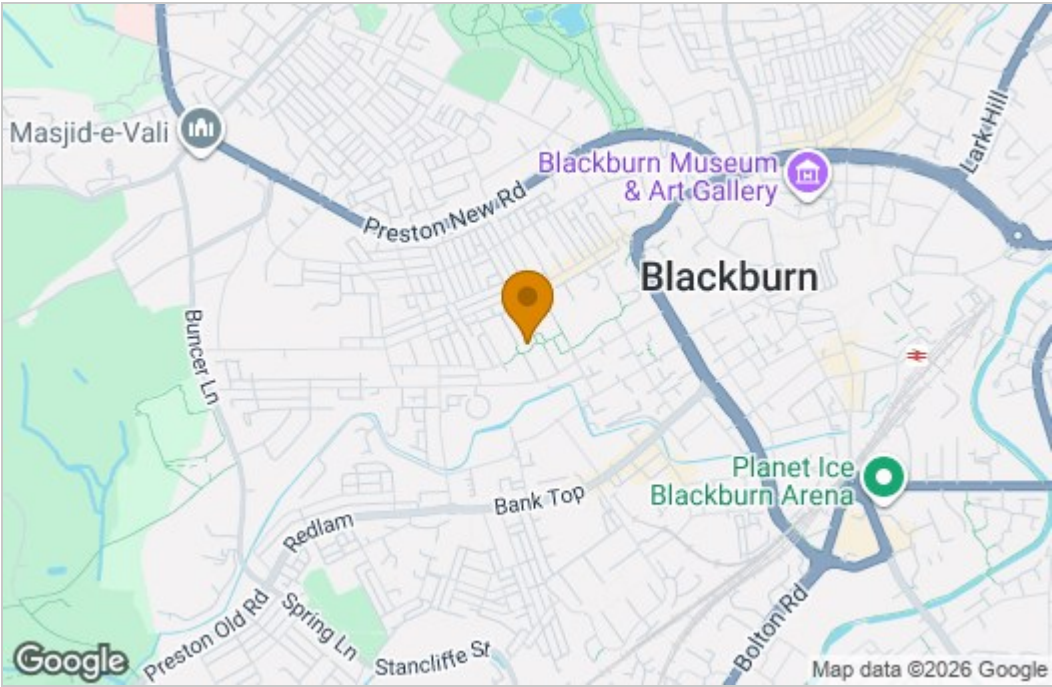 Masjid-e-Vali
Lark Hill
Blackburn Museum
& Art Gallery
Preston New Rd
Blackburn
Buncer Ln
Planet Ice
Blackburn Arena
Bank Top
Redlam
Preston Old Rd
Spring Ln
Stancliffe St
Bolton Rd
Google
Map data ©2026 Google